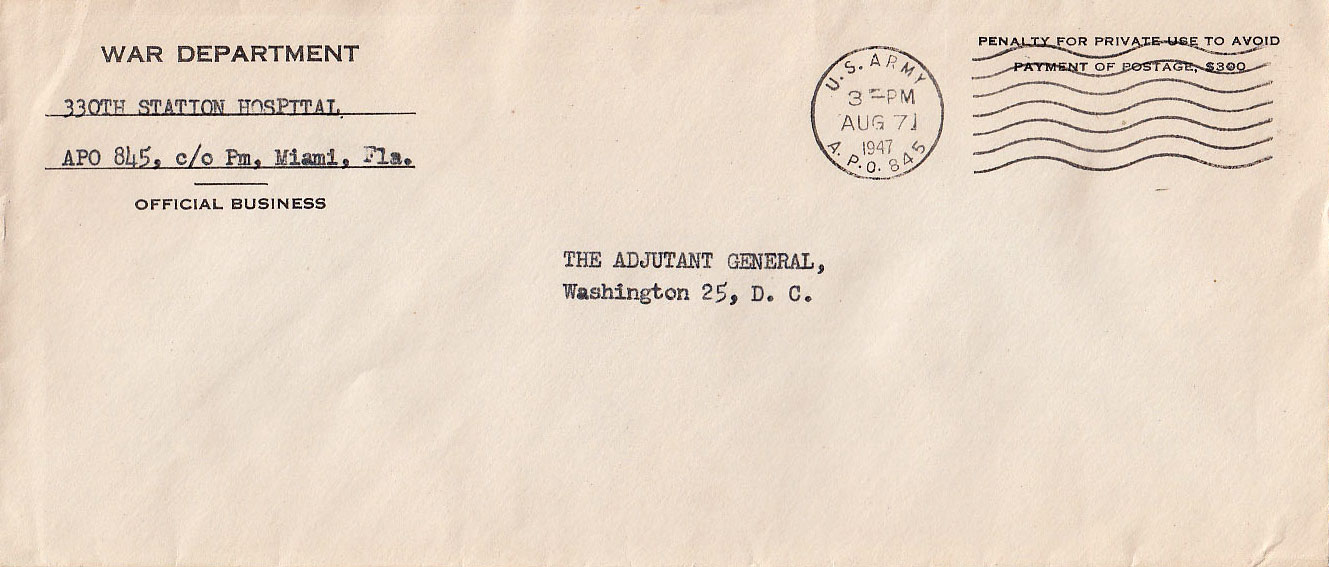 WAR DEPARTMENT
330TH STATION HOSPITAL
APO 845, c/o Pm, Miami, Fla.
OFFICIAL BUSINESS
U.S. ARMY
3 - PM
AUG 7
1947
A.P.O. 845
PENALTY FOR PRIVATE USE TO AVOID
PAYMENT OF POSTAGE, $300
THE ADJUTANT GENERAL,
Washington 25, D. C.